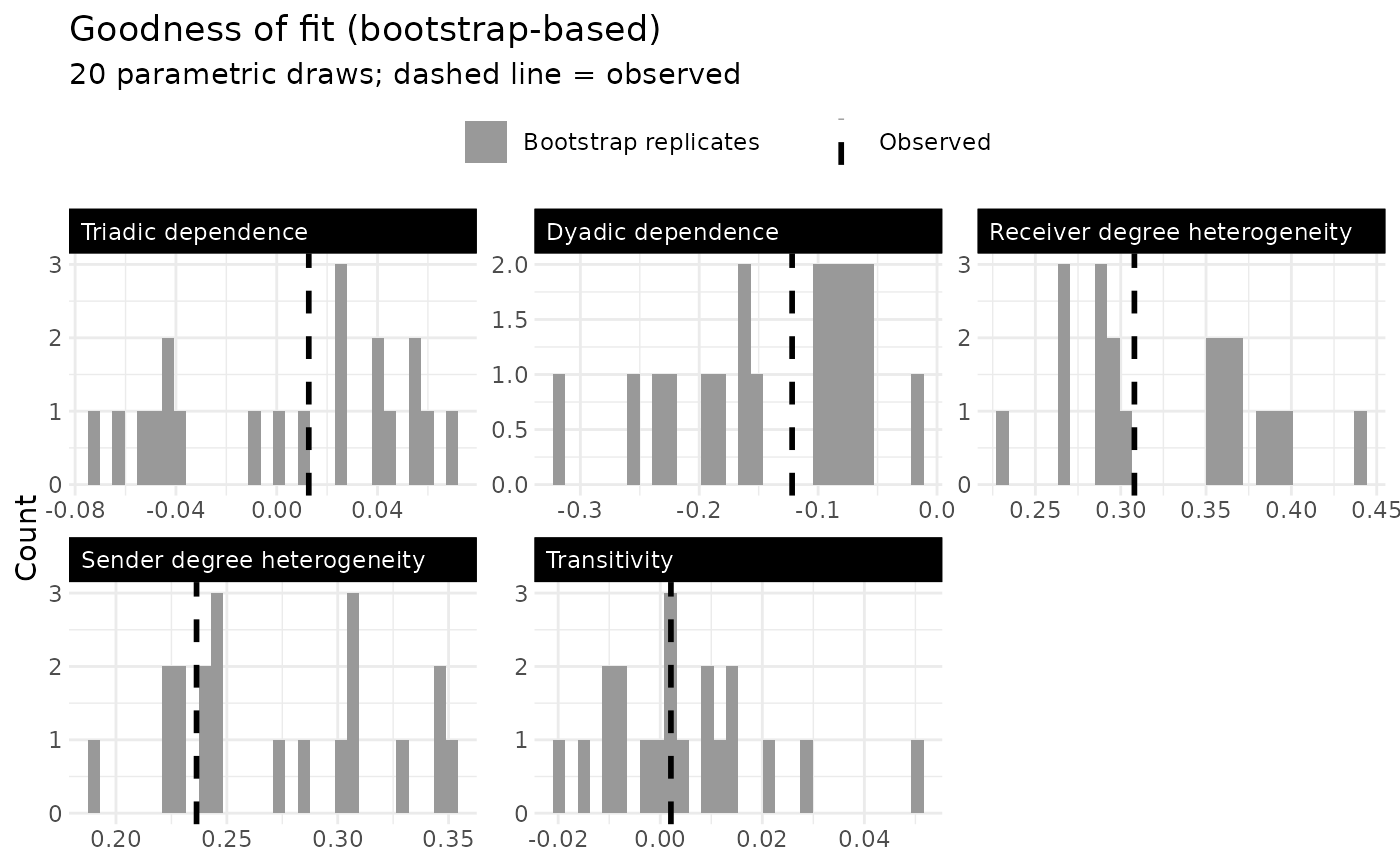 Goodness of fit (bootstrap-based)
20 parametric draws; dashed line = observed
Bootstrap replicates
Observed
Triadic dependence
Dyadic dependence
Receiver degree heterogeneity
3
2
1
0
-0.08 -0.04 0.00 0.04
2.0
1.5
1.0
0.5
0.0
-0.3 -0.2 -0.1 0.0
3
2
1
0
0.25 0.30 0.35 0.40 0.45
Count
Sender degree heterogeneity
Transitivity
3
2
1
0
0.20 0.25 0.30 0.35
3
2
1
0
-0.02 0.00 0.02 0.04